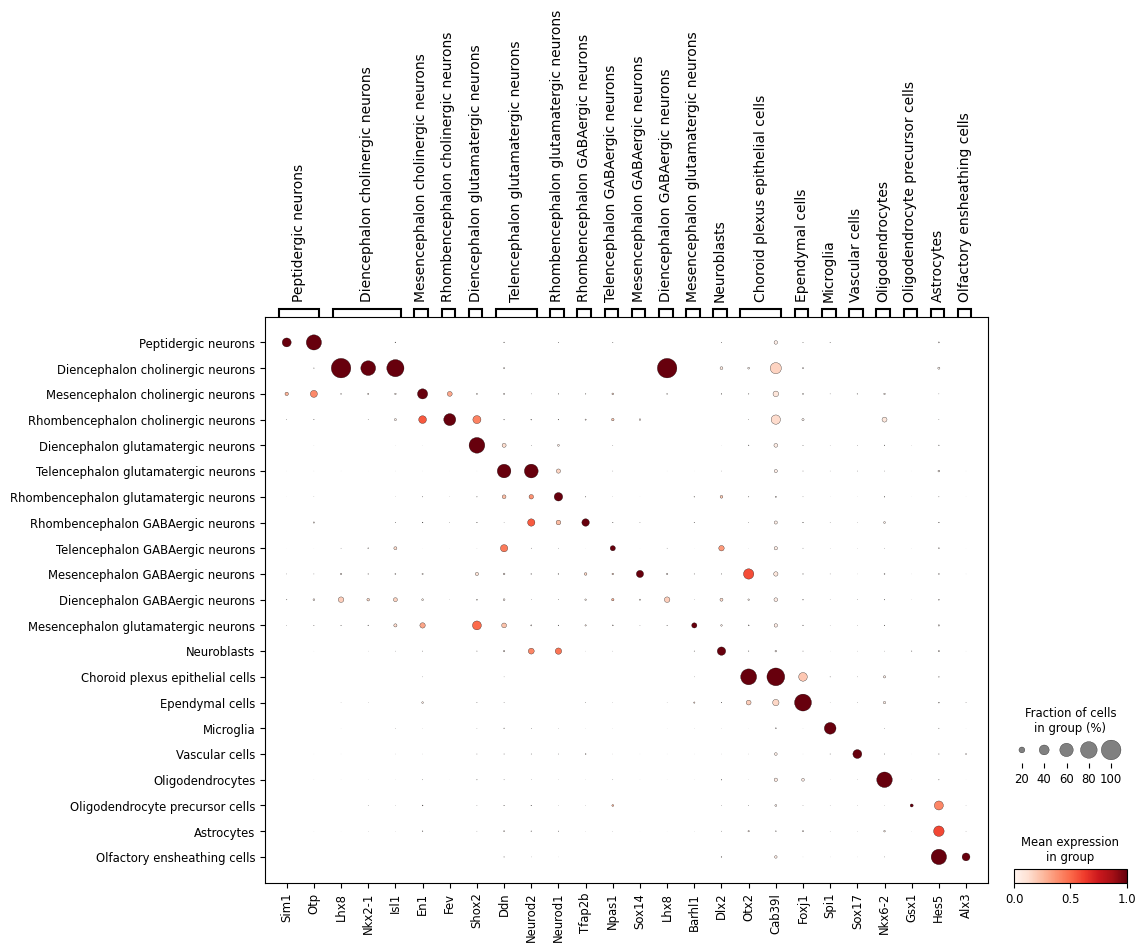 Peptidergic neurons
Diencephalon cholinergic neurons
Mesencephalon cholinergic neurons
Rhombencephalon cholinergic neurons
Diencephalon glutamatergic neurons
Telencephalon glutamatergic neurons
Rhombencephalon glutamatergic neurons
Rhombencephalon GABAergic neurons
Telencephalon GABAergic neurons
Mesencephalon GABAergic neurons
Diencephalon GABAergic neurons
Mesencephalon glutamatergic neurons
Neuroblasts
Choroid plexus epithelial cells
Ependymal cells
Microglia
Vascular cells
Oligodendrocytes
Oligodendrocyte precursor cells
Astrocytes
Olfactory ensheathing cells
Peptidergic neurons
Diencephalon cholinergic neurons
Mesencephalon cholinergic neurons
Rhombencephalon cholinergic neurons
Diencephalon glutamatergic neurons
Telencephalon glutamatergic neurons
Rhombencephalon glutamatergic neurons
Rhombencephalon GABAergic neurons
Telencephalon GABAergic neurons
Mesencephalon GABAergic neurons
Diencephalon GABAergic neurons
Mesencephalon glutamatergic neurons
Neuroblasts
Choroid plexus epithelial cells
Ependymal cells
Microglia
Vascular cells
Oligodendrocytes
Oligodendrocyte precursor cells
Astrocytes
Olfactory ensheathing cells
Sim1
Otp
Lhx8
Nkx2-1
Isl1
En1
Fev
Shox2
Ddn
Neurod2
Neurod1
Tfap2b
Npas1
Sox14
Lhx8
Barhl1
Dlx2
Otx2
Cab39l
Foxj1
Spi1
Sox17
Nkx6-2
Gsx1
Hes5
Alx3
Fraction of cells
in group (%)
20 40 60 80 100
Mean expression
in group
0.0 0.5 1.0